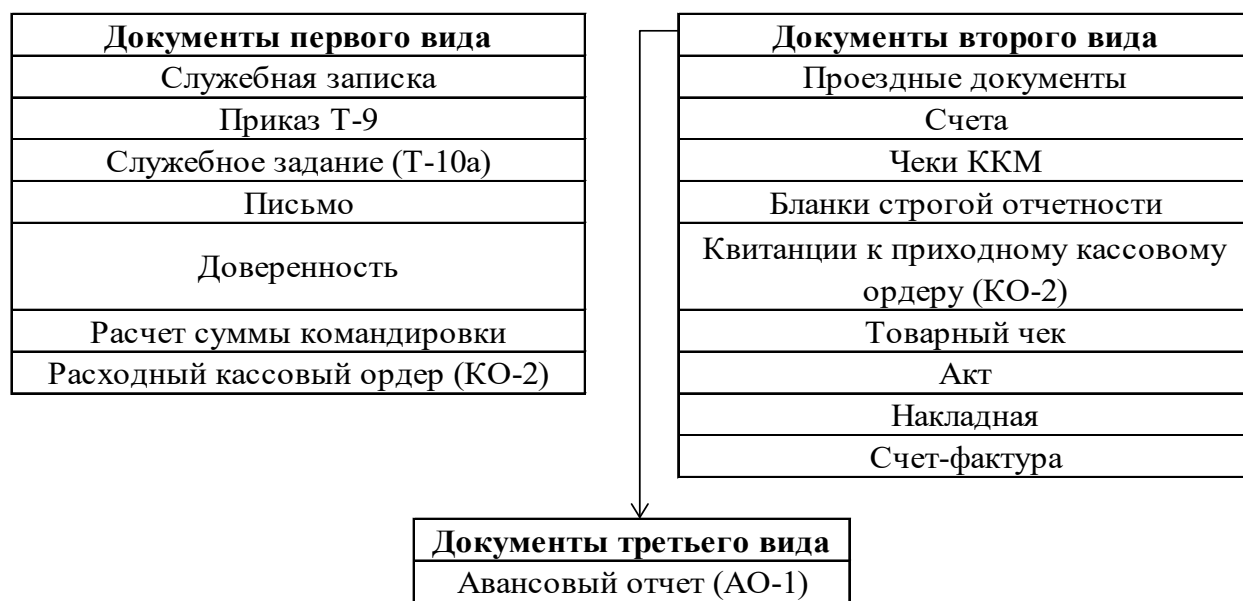 Документы первого вида
Служебная записка
Приказ Т-9
Служебное задание (Т-10а)
Письмо
Доверенность
Расчет суммы командировки
Расходный кассовый ордер (КО-2)
Документы второго вида
Проездные документы
Счета
Чеки ККМ
Бланки строгой отчетности
Квитанции к приходному кассовому
ордеру (КО-2)
Товарный чек
Акт
Накладная
Счет-фактура
Документы третьего вида
Авансовый отчет (АО-1)